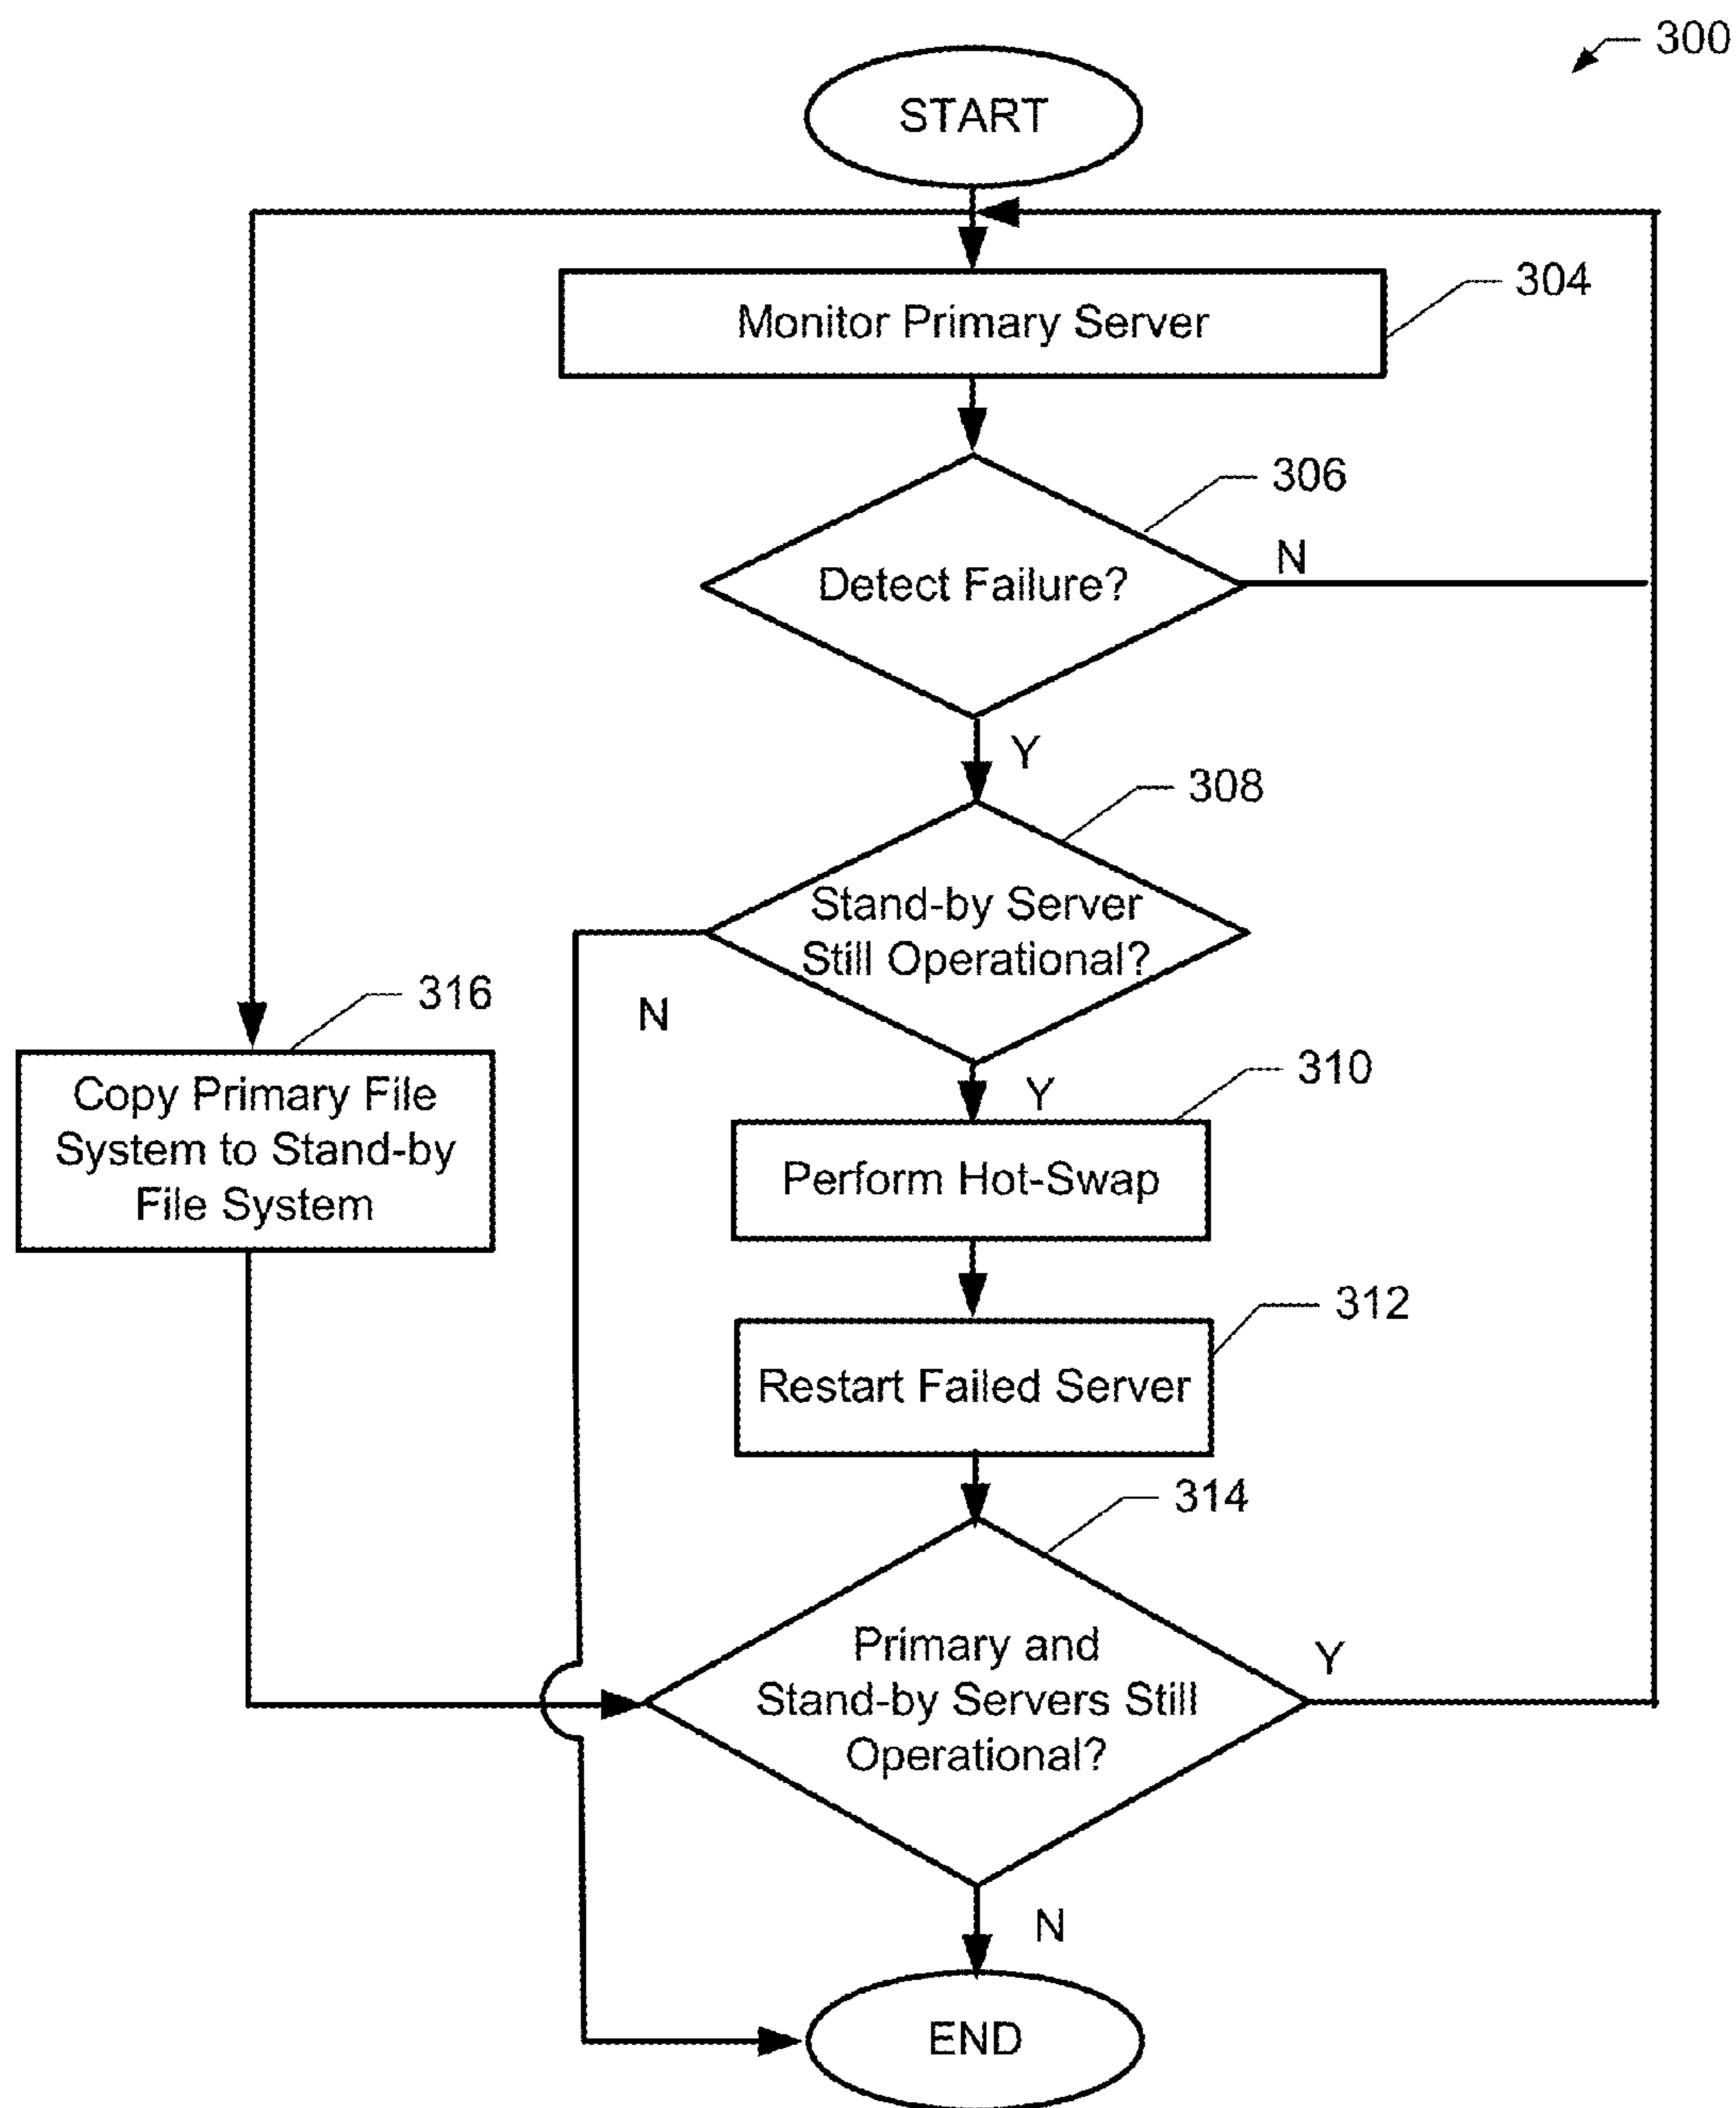 300
START
304
Monitor Primary Server
306
Detect Failure?
N
Y
308
Stand-by Server
Still Operational?
N
Y
316
Copy Primary File
System to Stand-by
File System
310
Perform Hot-Swap
312
Restart Failed Server
314
Primary and
Stand-by Servers Still
Operational?
Y
N
END